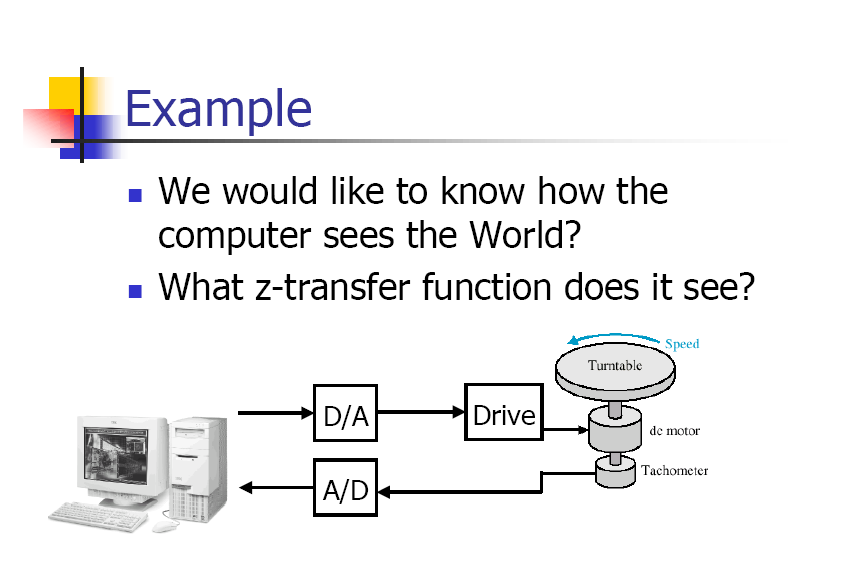 Example
We would like to know how the
computer sees the World?
What z-transfer function does it see?
Speed
Turntable
D/A
Drive
dc motor
Tachometer
A/D